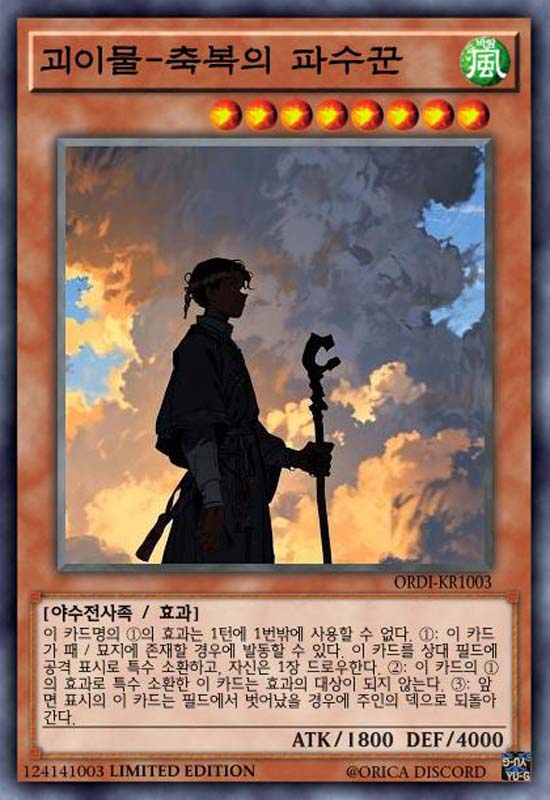 괴이물-축복의 파수꾼
바람
風
ORDI-KR1003
[야수전사족 / 효과]
이 카드명의 ①의 효과는 1턴에 1번밖에 사용할 수 없다. ①: 이 카드
가 패 / 묘지에 존재할 경우에 발동할 수 있다. 이 카드를 상대 필드에
공격 표시로 특수 소환하고, 자신은 1장 드로우한다. ②: 이 카드의 ①
의 효과로 특수 소환한 이 카드는 효과의 대상이 되지 않는다. ③: 앞
면 표시의 이 카드는 필드에서 벗어났을 경우에 주인의 덱으로 되돌아
간다.
ATK/1800 DEF/4000
124141003 LIMITED EDITION @ORICA DISCORD